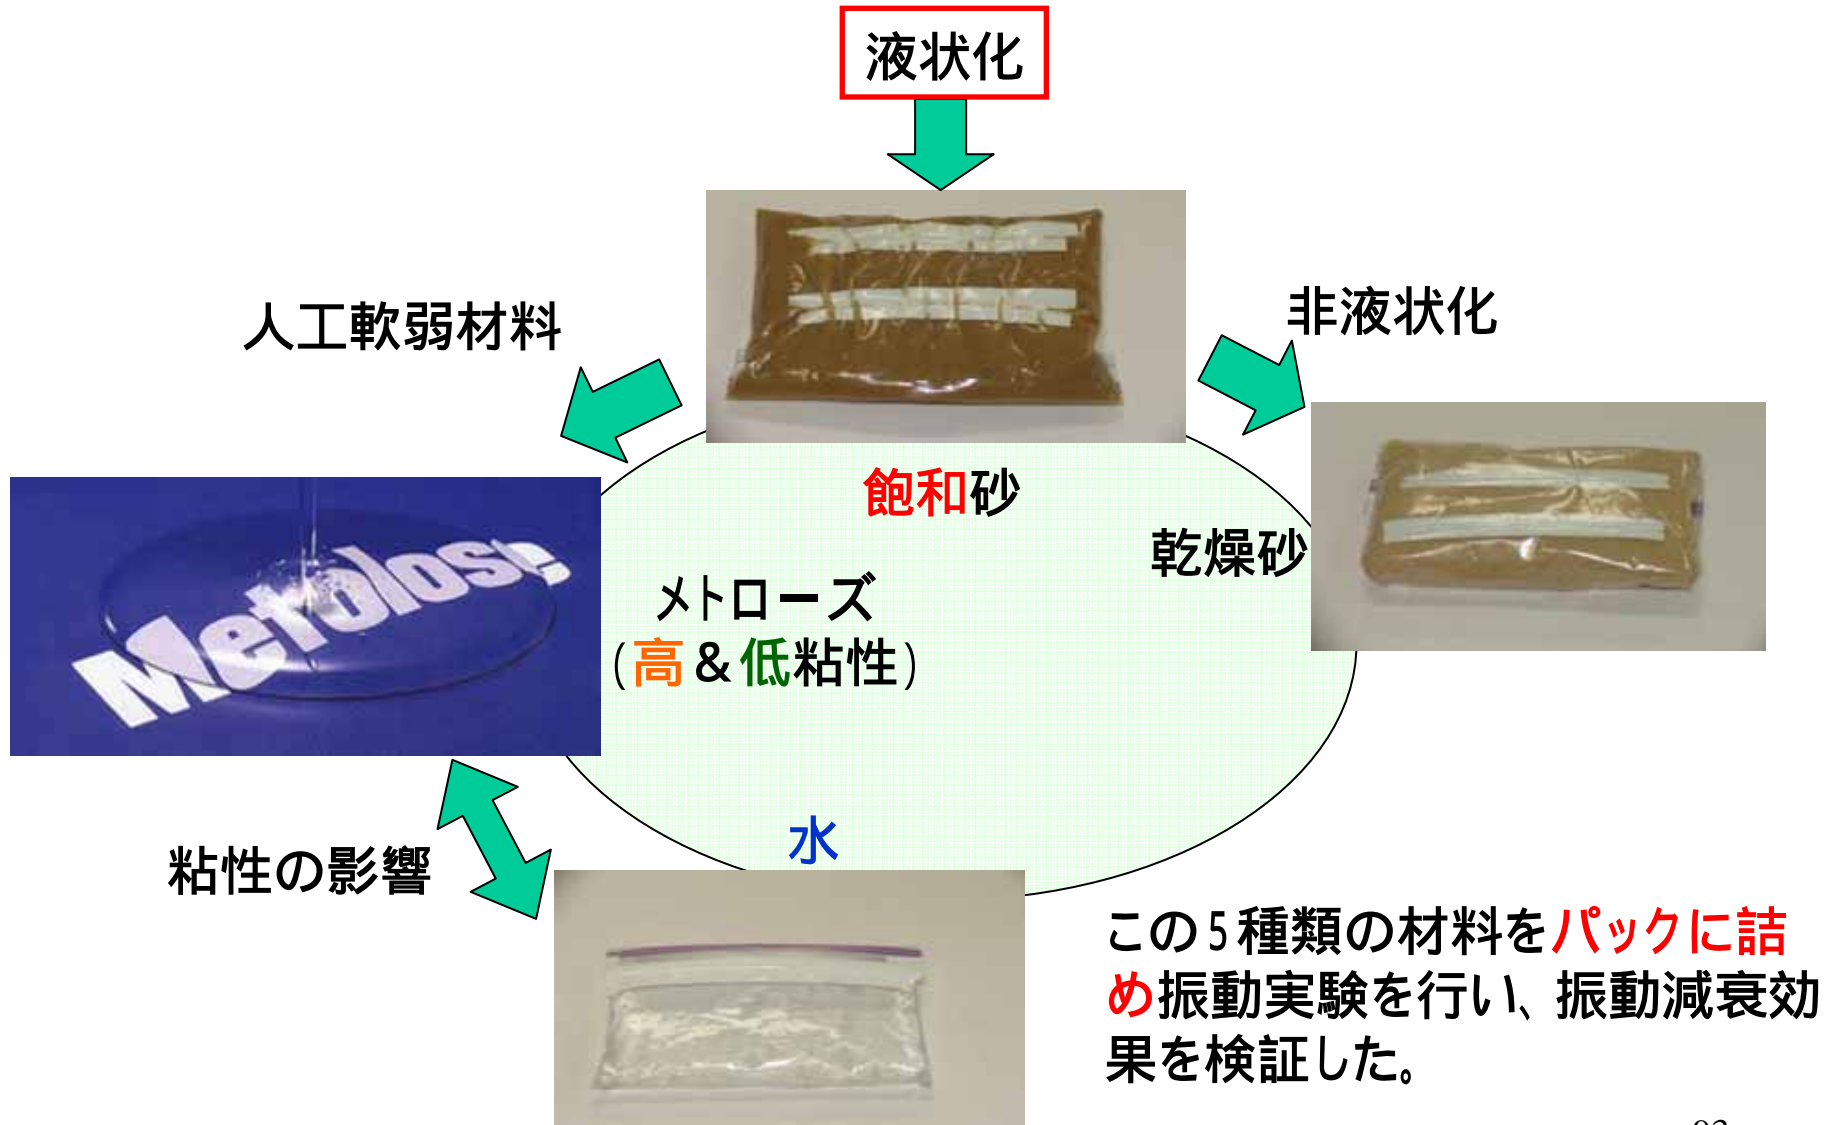 液状化
人工軟弱材料
非液状化
飽和砂
乾燥砂
Metolose
メトローズ
(高&低粘性)
水
粘性の影響
この5種類の材料をパックに詰
め振動実験を行い、振動減衰効
果を検証した。